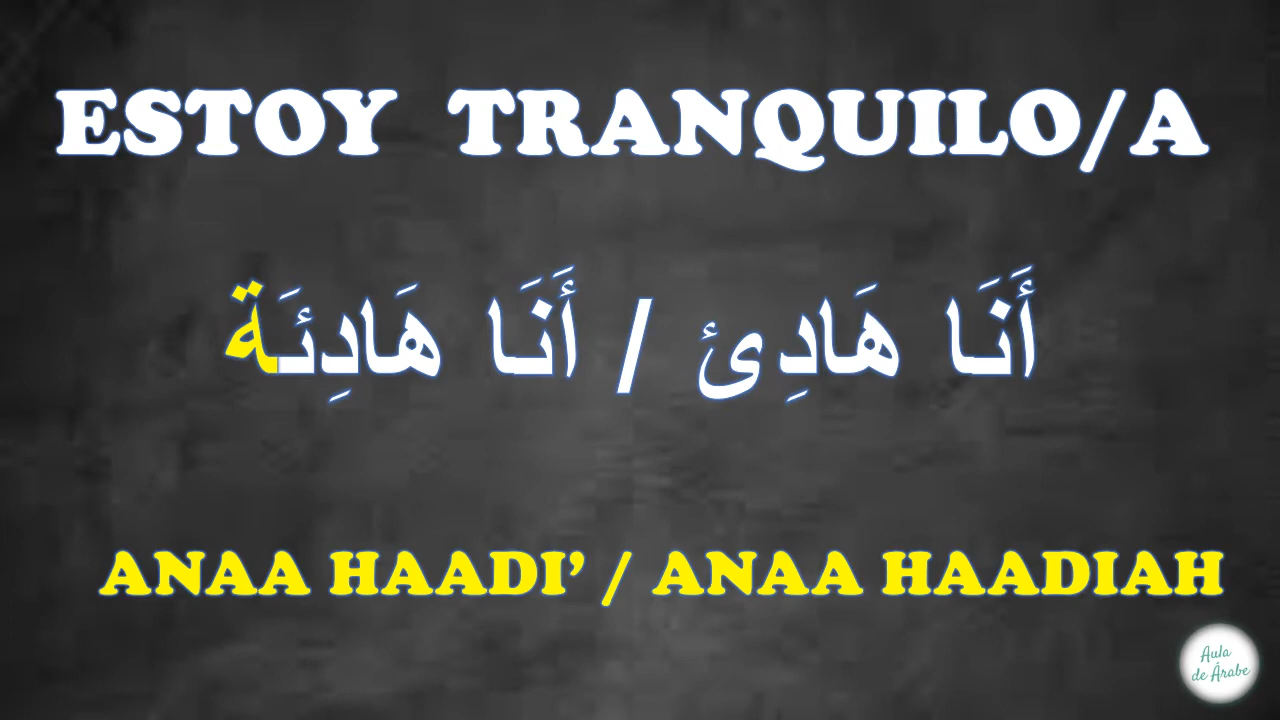 ESTOY TRANQUILO/A
أَنَا هَادِئ / أَنَا هَادِئَة
ANAA HAADI’ / ANAA HAADIAH
Aula
de Árabe